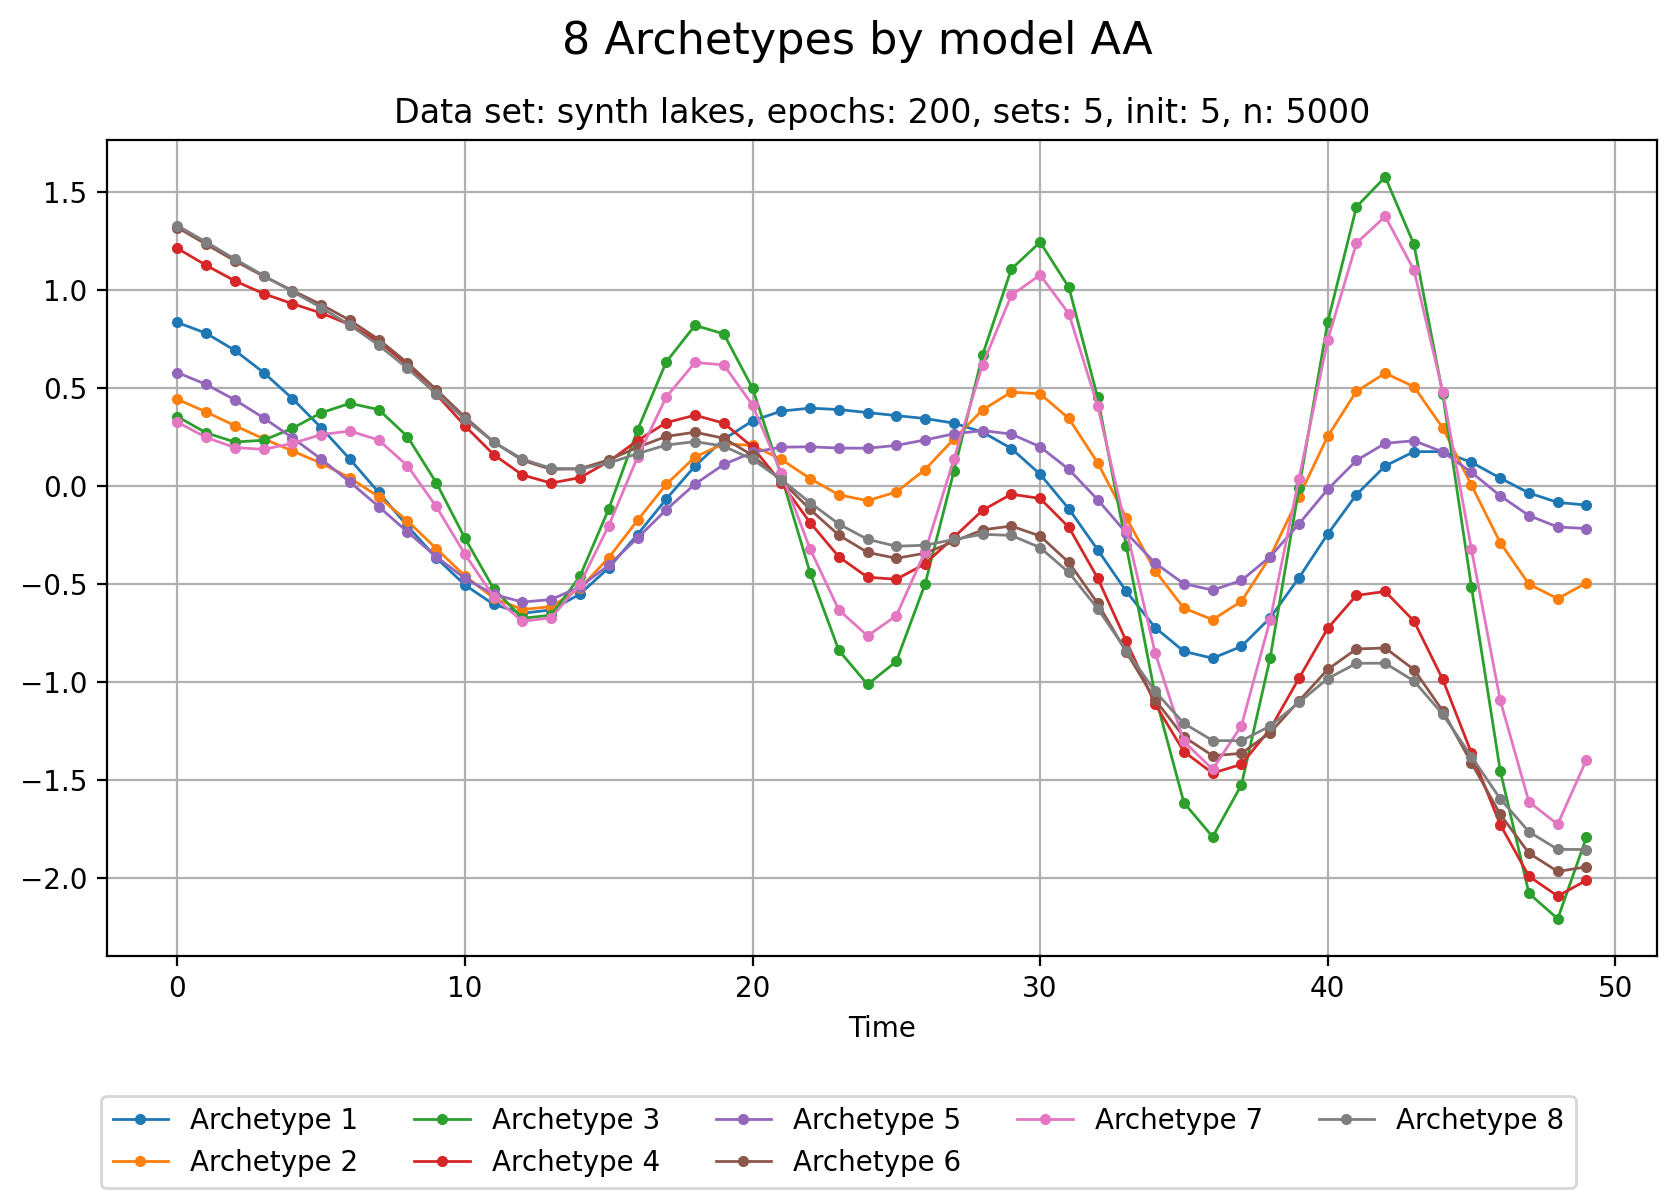 8 Archetypes by model AA
Data set: synth lakes, epochs: 200, sets: 5, init: 5, n: 5000
1.5
1.0
0.5
0.0
−0.5
−1.0
−1.5
−2.0
0 10 20 30 40 50
Time
Archetype 1 Archetype 3 Archetype 5 Archetype 7 Archetype 8
Archetype 2 Archetype 4 Archetype 6